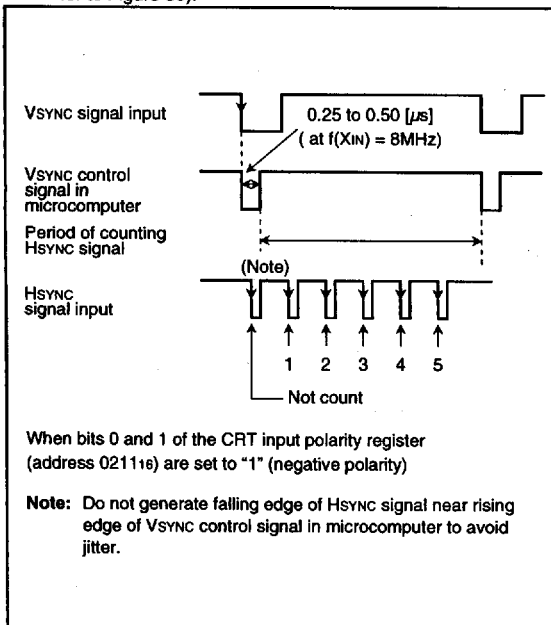 VSYNC signal input
0.25 to 0.50 [μs]
( at f(XIN) = 8MHz)
VSYNC control
signal in
microcomputer
Period of counting
HSYNC signal
(Note)
HSYNC
signal input
1 2 3 4 5
Not count
When bits 0 and 1 of the CRT input polarity register
(address 021116) are set to "1" (negative polarity)
Note: Do not generate falling edge of HSYNC signal near rising
edge of VSYNC control signal in microcomputer to avoid
jitter.